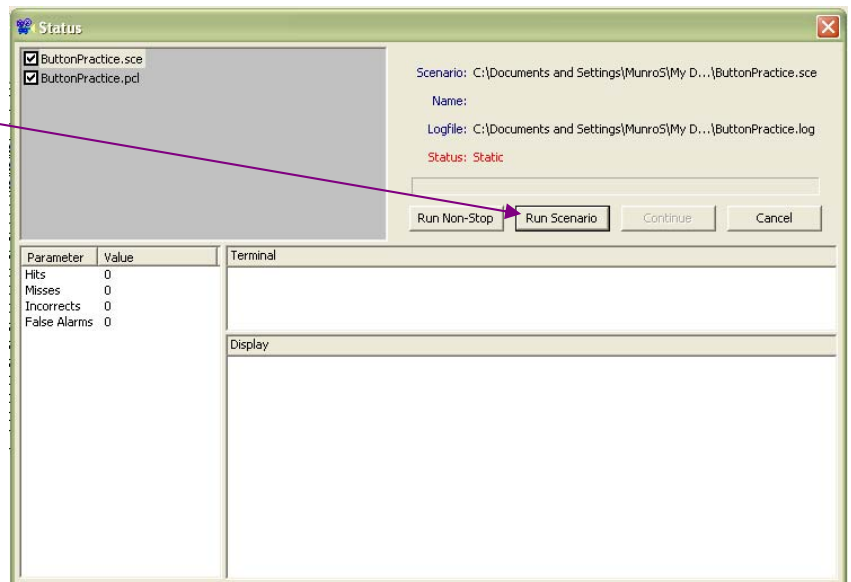 Status
ButtonPractice.sce
ButtonPractice.pcl
Scenario: C:\Documents and Settings\MunroS\My D...\ButtonPractice.sce
Name:
Logfile: C:\Documents and Settings\MunroS\My D...\ButtonPractice.log
Status: Static
Run Non-Stop Run Scenario Continue Cancel
Parameter Value
Hits 0
Misses 0
Incorrects 0
False Alarms 0
Terminal
Display